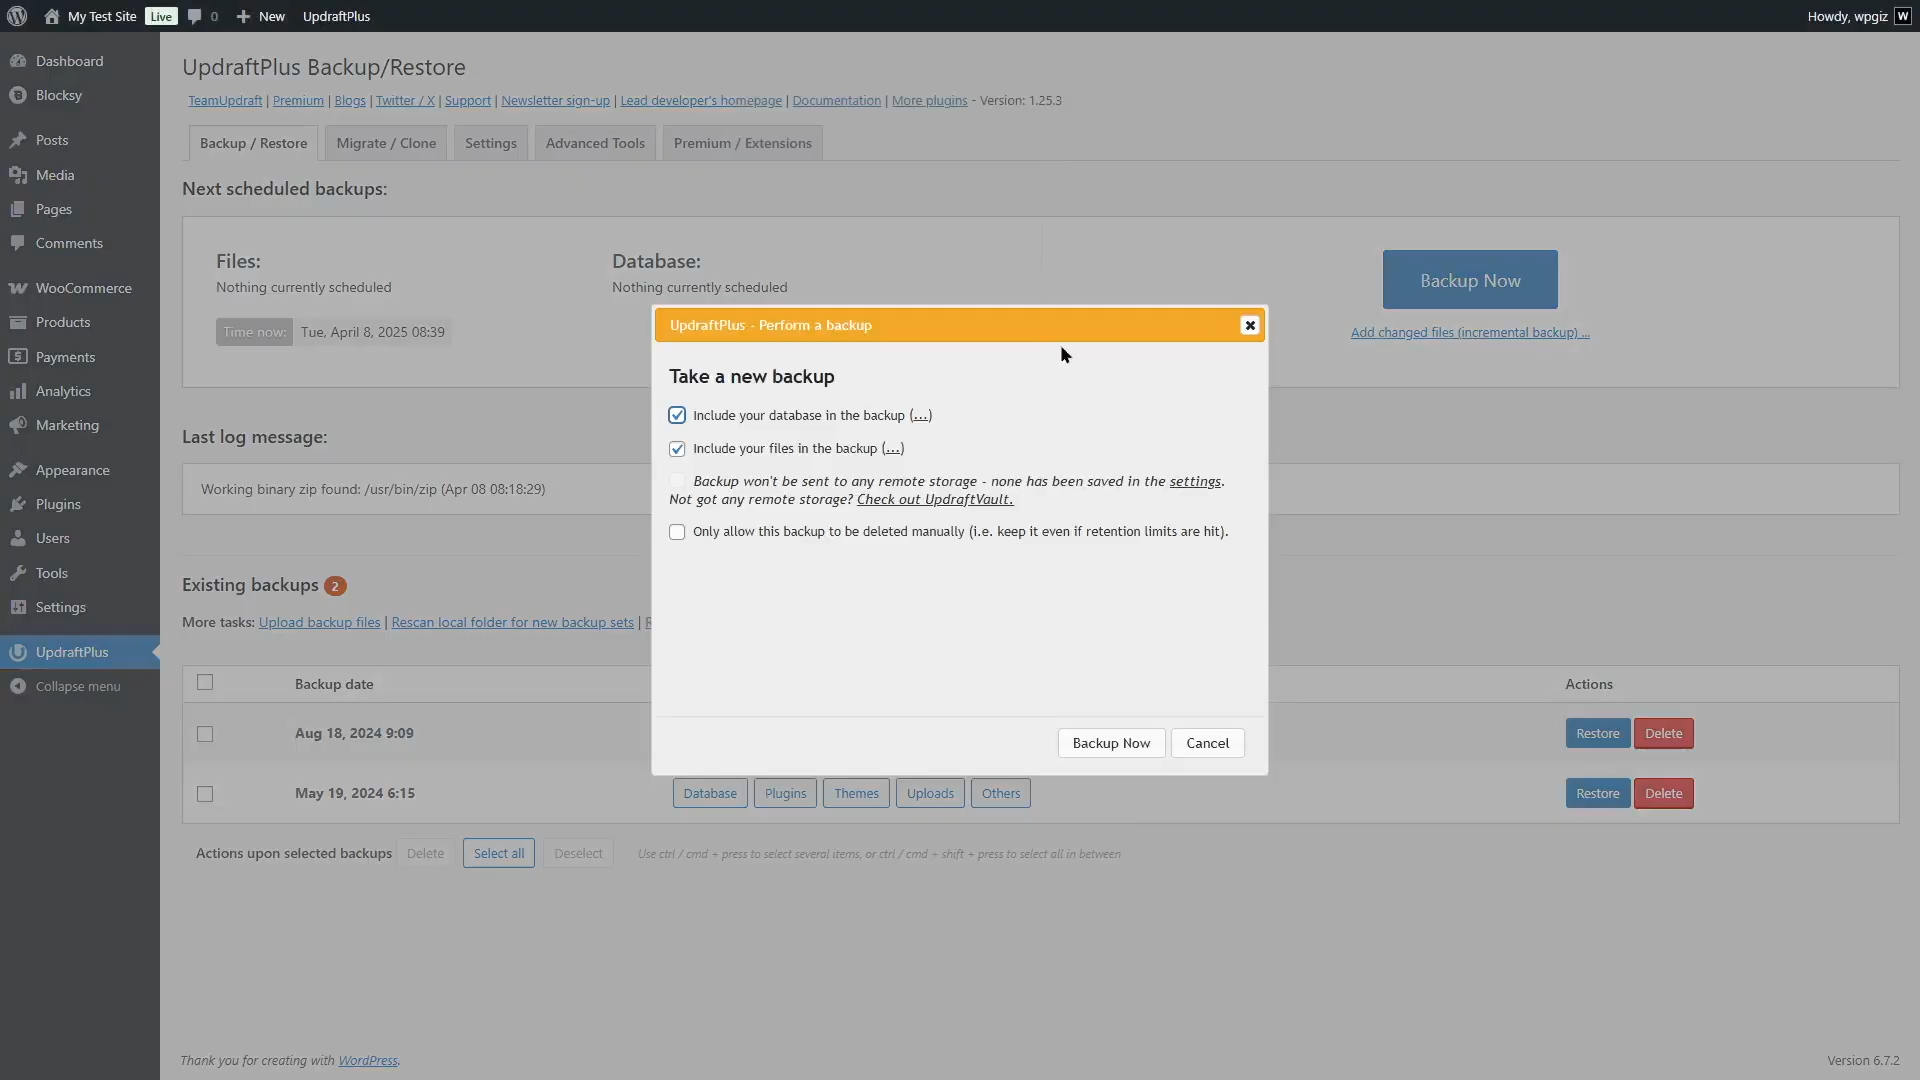 My Test Site Live 0 New UpdraftPlus Howdy, wpgiz W
Dashboard
Blocksy
Posts
Media
Pages
Comments
WooCommerce
Products
Payments
Analytics
Marketing
Appearance
Plugins
Users
Tools
Settings
UpdraftPlus
Collapse menu
UpdraftPlus Backup/Restore
TeamUpdraft | Premium | Blogs | Twitter / X | Support | Newsletter sign-up | Lead developer's homepage | Documentation | More plugins - Version: 1.25.3
Backup / Restore Migrate / Clone Settings Advanced Tools Premium / Extensions
Next scheduled backups:
Files:
Nothing currently scheduled
Database:
Nothing currently scheduled
Time now: Tue, April 8, 2025 08:39
Backup Now
Add changed files (incremental backup) ...
Last log message:
Working binary zip found: /usr/bin/zip (Apr 08 08:18:29)
Existing backups 2
More tasks: Upload backup files | Rescan local folder for new backup sets |
Backup date Actions
Aug 18, 2024 9:09 Restore Delete
May 19, 2024 6:15 Database Plugins Themes Uploads Others Restore Delete
Actions upon selected backups Delete Select all Deselect Use ctrl / cmd + press to select several items, or ctrl / cmd + shift + press to select all in between
UpdraftPlus - Perform a backup
Take a new backup
Include your database in the backup (...)
Include your files in the backup (...)
Backup won't be sent to any remote storage - none has been saved in the settings.
Not got any remote storage? Check out UpdraftVault.
Only allow this backup to be deleted manually (i.e. keep it even if retention limits are hit).
Backup Now Cancel
Thank you for creating with WordPress.
Version 6.7.2